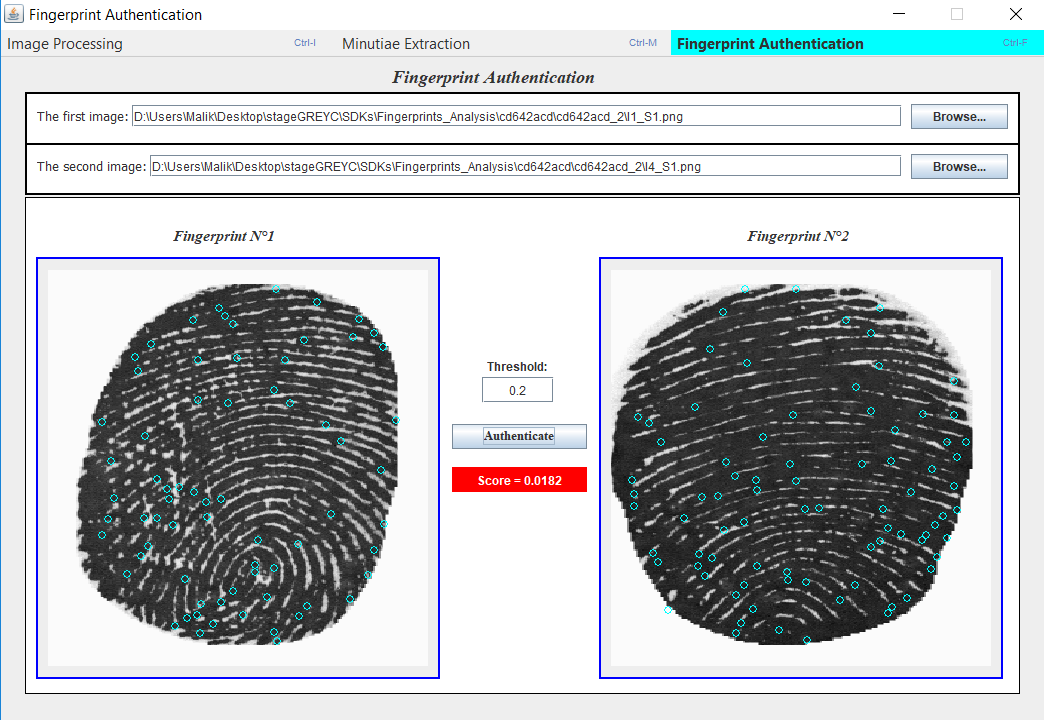 Fingerprint Authentication
Image Processing Ctrl-I Minutiae Extraction Ctrl-M Fingerprint Authentication Ctrl-F
Fingerprint Authentication
The first image: D:\Users\Malik\Desktop\stageGREYC\SDKs\Fingerprints_Analysis\cd642acd\cd642acd_2\I1_S1.png Browse...
The second image: D:\Users\Malik\Desktop\stageGREYC\SDKs\Fingerprints_Analysis\cd642acd\cd642acd_2\I4_S1.png Browse...
Fingerprint N°1 Fingerprint N°2
Threshold:
0.2
Authenticate
Score = 0.0182